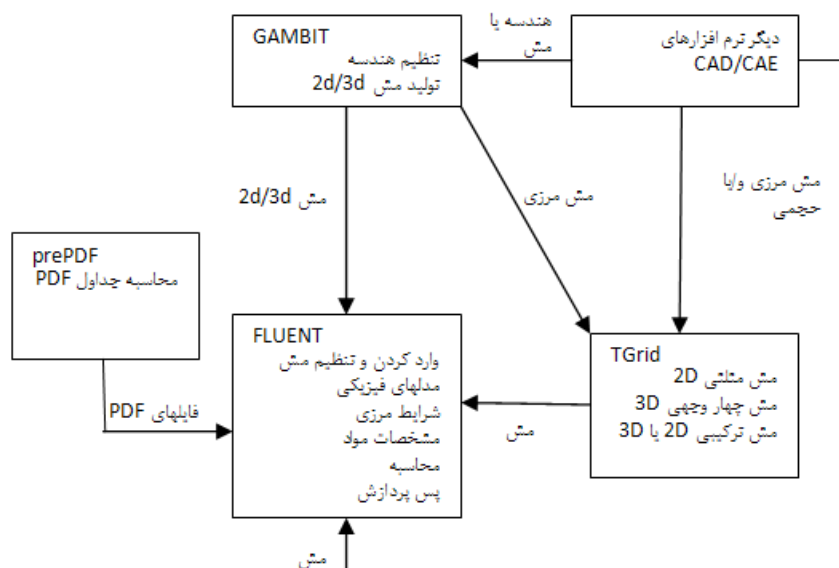 GAMBIT
تنظیم هندسه
تولید مش 2d/3d
هندسه یا
مش
دیگر نرم افزارهای
CAD/CAE
مش 2d/3d
مش مرزی
مش مرزی و/یا
حجمی
prePDF
محاسبه جداول PDF
فایلهای PDF
FLUENT
وارد کردن و تنظیم مش
مدلهای فیزیکی
شرایط مرزی
مشخصات مواد
محاسبه
پس پردازش
مش
TGrid
مش مثلثی 2D
مش چهار وجهی 3D
مش ترکیبی 2D یا 3D
مش